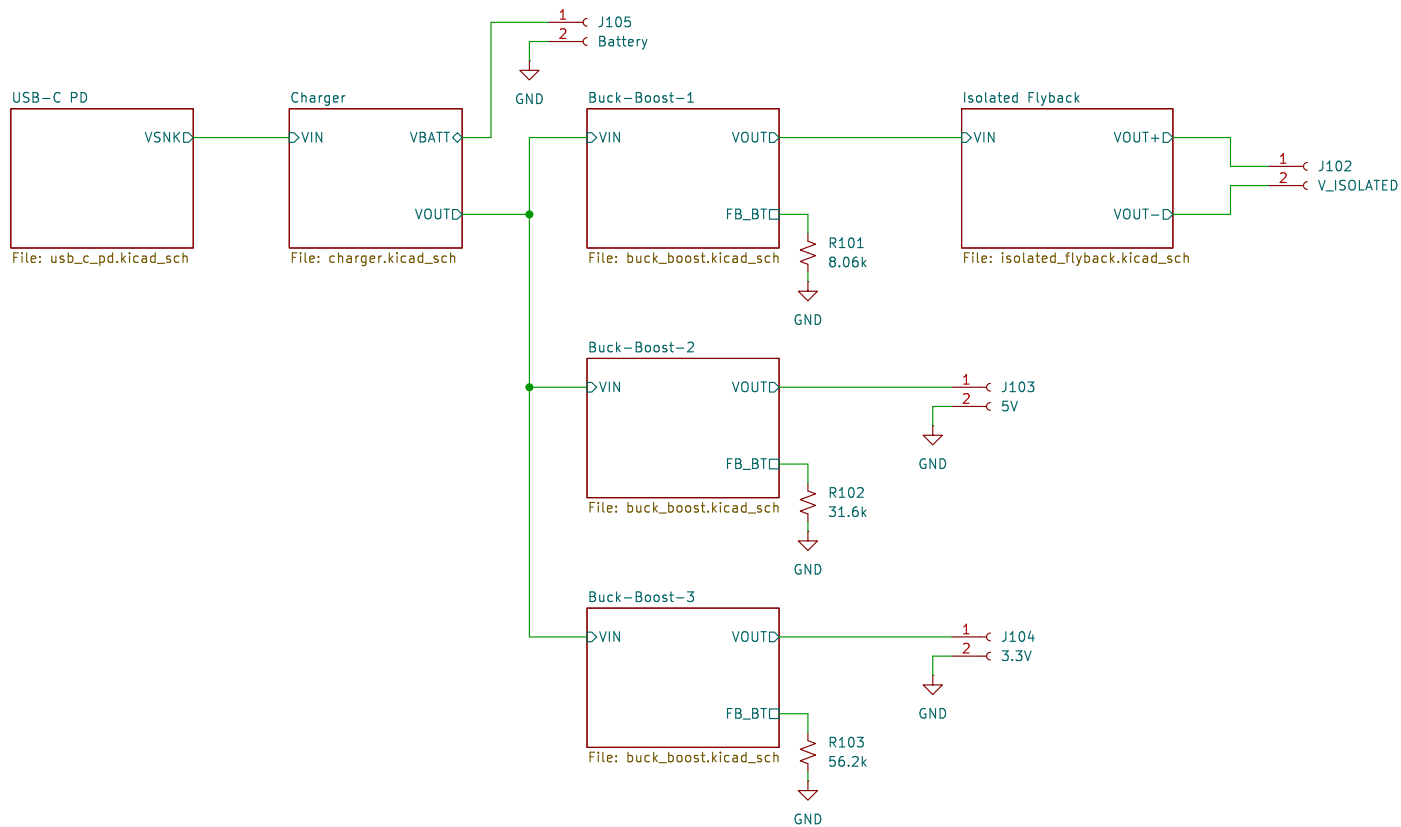 1 J105
2 Battery
GND
USB-C PD
VSNK
File: usb_c_pd.kicad_sch
Charger
VIN
VBATT
VOUT
File: charger.kicad_sch
Buck-Boost-1
VIN
VOUT
FB_BT
File: buck_boost.kicad_sch
R101
8.06k
GND
Isolated Flyback
VIN
VOUT+
VOUT-
File: isolated_flyback.kicad_sch
1 J102
2 V_ISOLATED
Buck-Boost-2
VIN
VOUT
FB_BT
File: buck_boost.kicad_sch
R102
31.6k
GND
1 J103
2 5V
GND
Buck-Boost-3
VIN
VOUT
FB_BT
File: buck_boost.kicad_sch
R103
56.2k
GND
1 J104
2 3.3V
GND